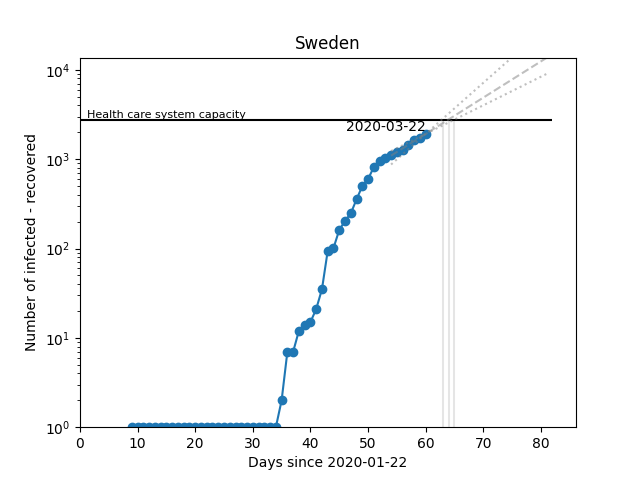 Sweden
10⁴
Health care system capacity
2020-03-22
10³
10²
10¹
10⁰
Number of infected - recovered
0 10 20 30 40 50 60 70 80
Days since 2020-01-22